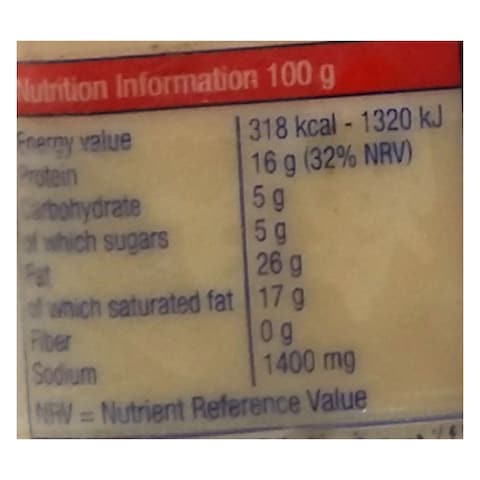 Nutrition Information 100 g
Energy value 318 kcal - 1320 kJ
Protein 16 g (32% NRV)
Carbohydrate 5 g
of which sugars 5 g
Fat 26 g
of which saturated fat 17 g
Fiber 0 g
Sodium 1400 mg
NRV = Nutrient Reference Value